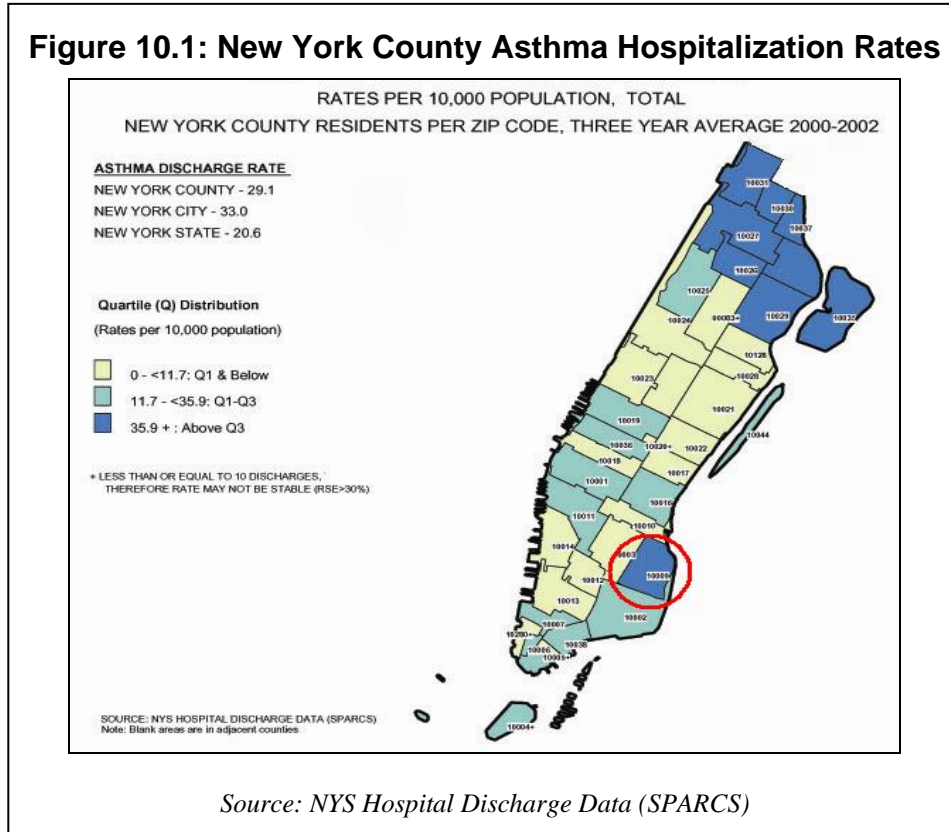 Figure 10.1: New York County Asthma Hospitalization Rates
RATES PER 10,000 POPULATION, TOTAL
NEW YORK COUNTY RESIDENTS PER ZIP CODE, THREE YEAR AVERAGE 2000-2002
ASTHMA DISCHARGE RATE
NEW YORK COUNTY - 29.1
NEW YORK CITY - 33.0
NEW YORK STATE - 20.6
Quartile (Q) Distribution
(Rates per 10,000 population)
0 - <11.7: Q1 & Below
11.7 - <35.9: Q1-Q3
35.9 + : Above Q3
+ LESS THAN OR EQUAL TO 10 DISCHARGES,
THEREFORE RATE MAY NOT BE STABLE (RSE>30%)
10031
10030
10037
10027
10026
10025
10029
10035
10024
00083+
10128
10028
10023
10021
10019
10044
10036
10020+
10022
10018
10017
10001
10016
10011
10010
10014
0003
10009
10012
10013
10002
10007
10280+
10038
10006
10005+
10004+
SOURCE: NYS HOSPITAL DISCHARGE DATA (SPARCS)
Note: Blank areas are in adjacent counties
Source: NYS Hospital Discharge Data (SPARCS)